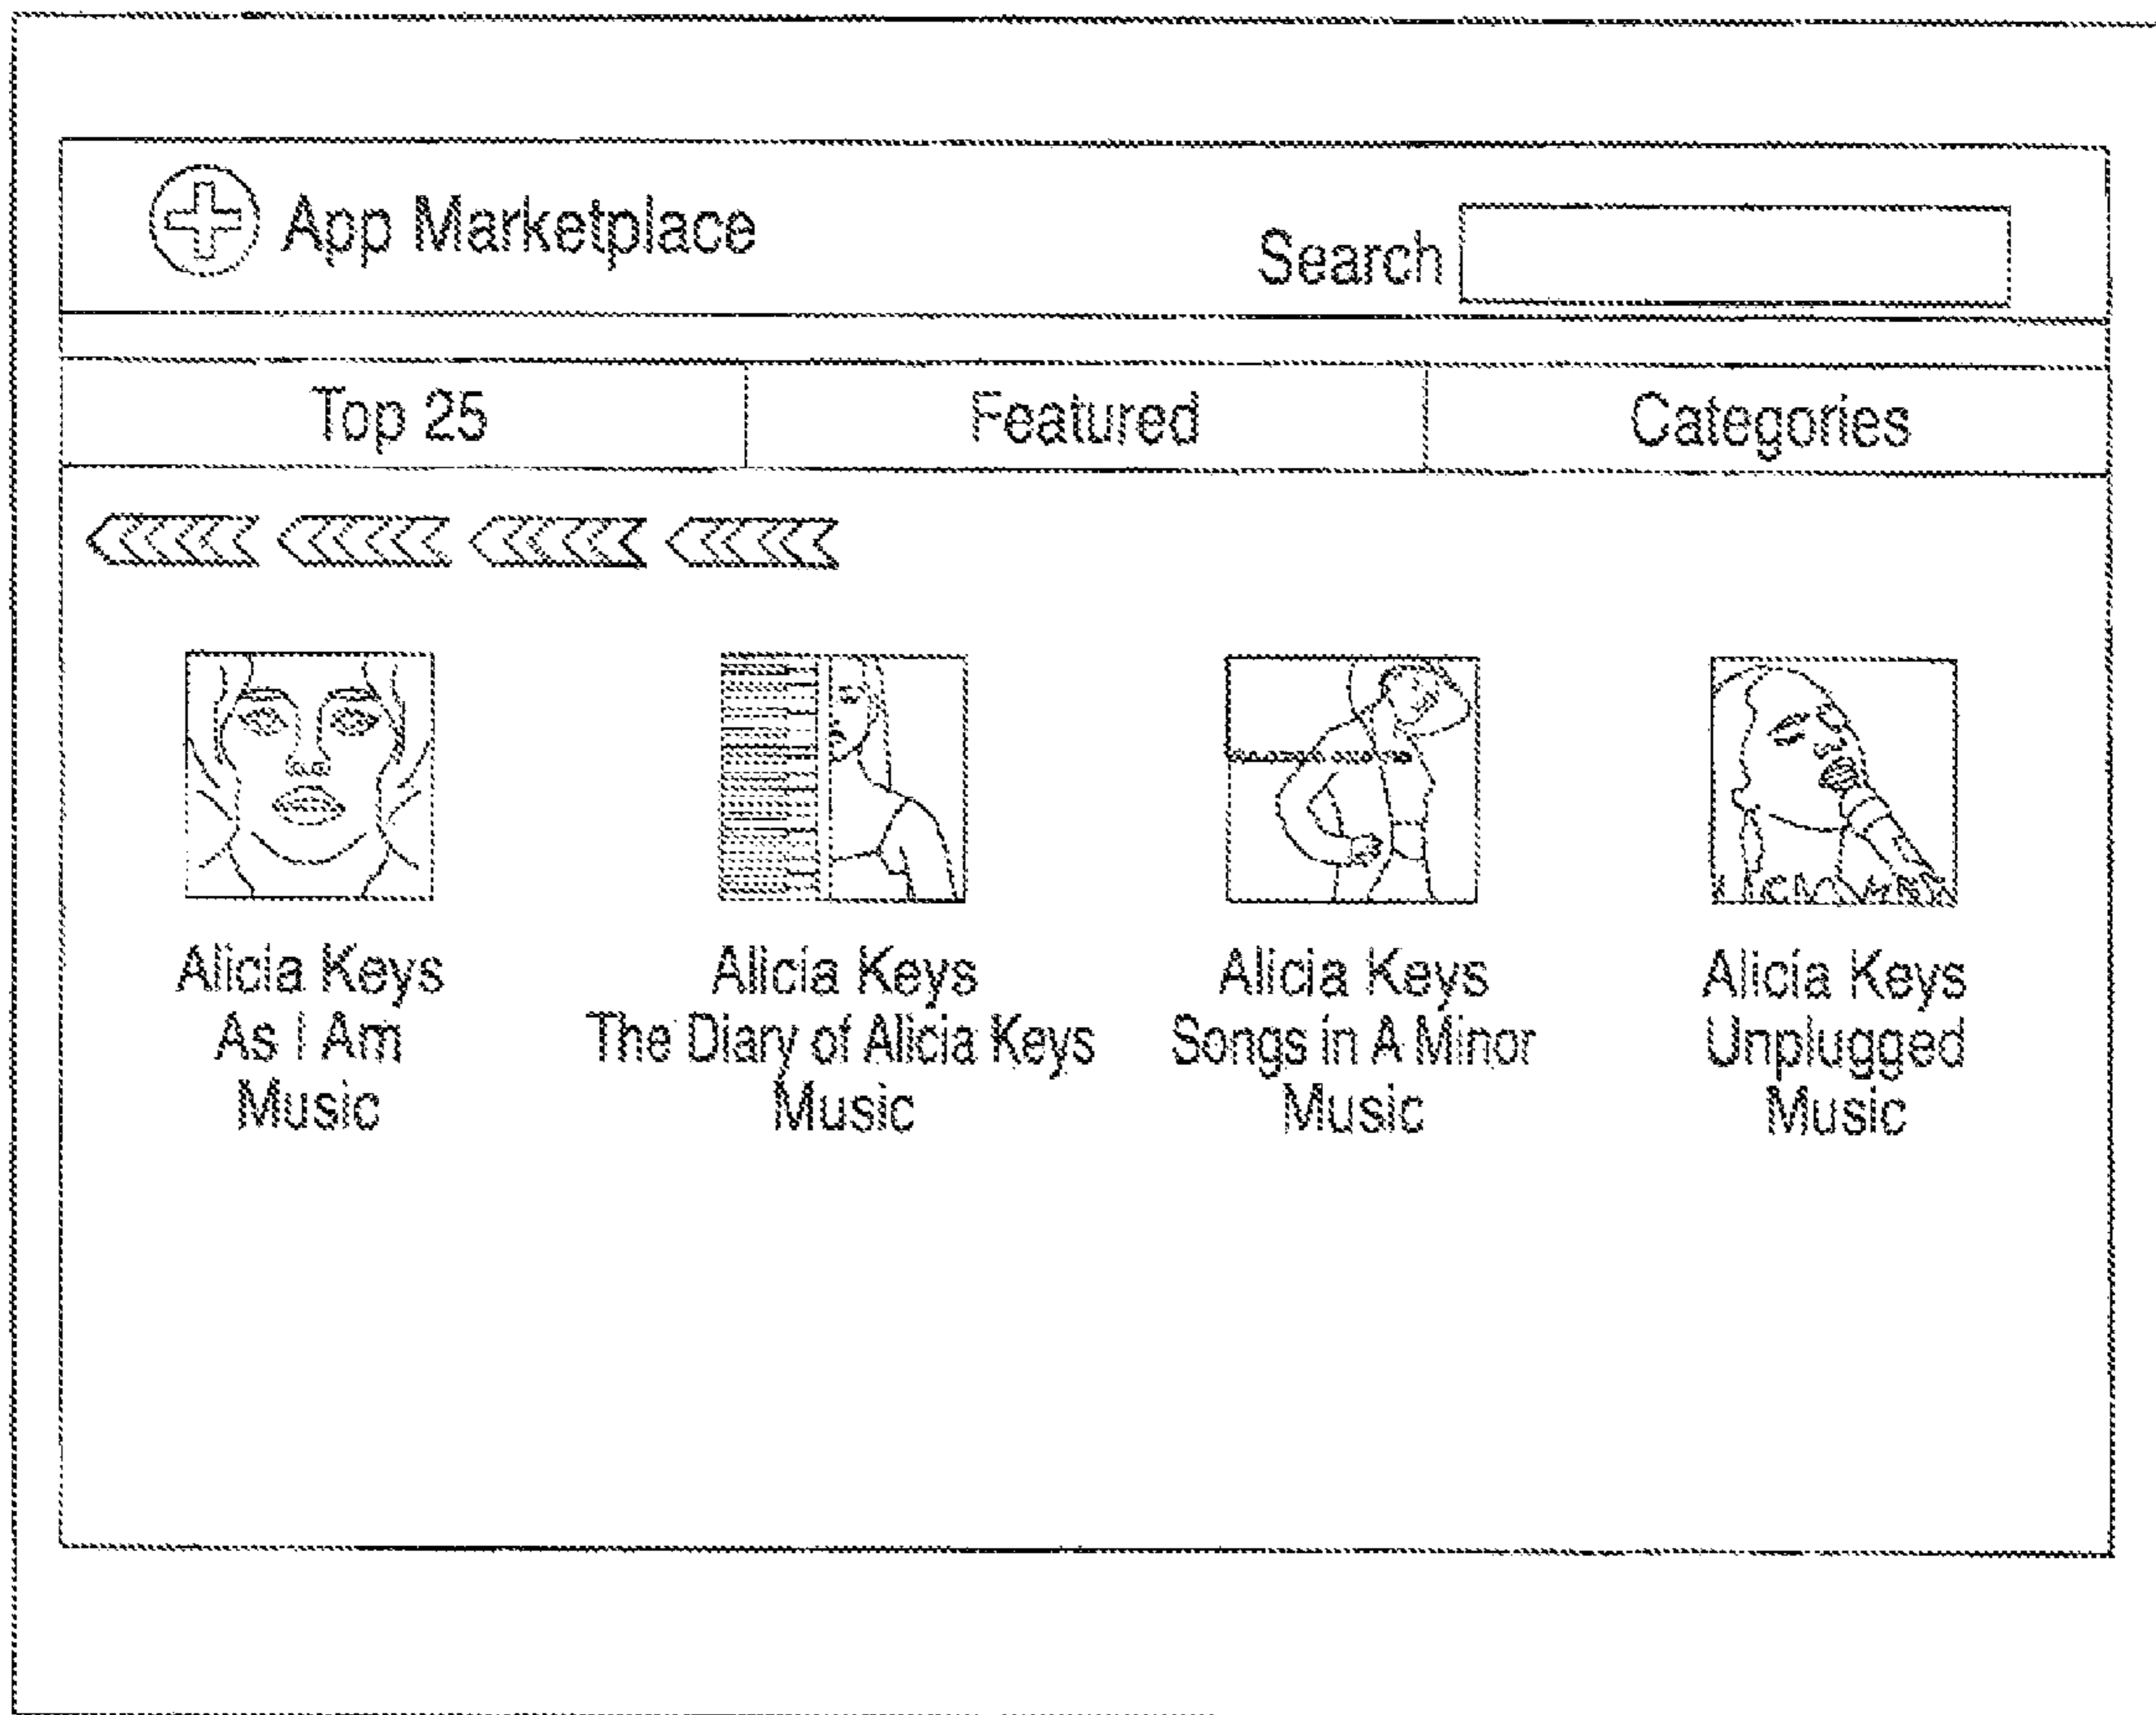 App Marketplace
Search
Top 25 Featured Categories
Alicia Keys
As I Am
Music
Alicia Keys
The Diary of Alicia Keys
Music
Alicia Keys
Songs in A Minor
Music
Alicia Keys
Unplugged
Music